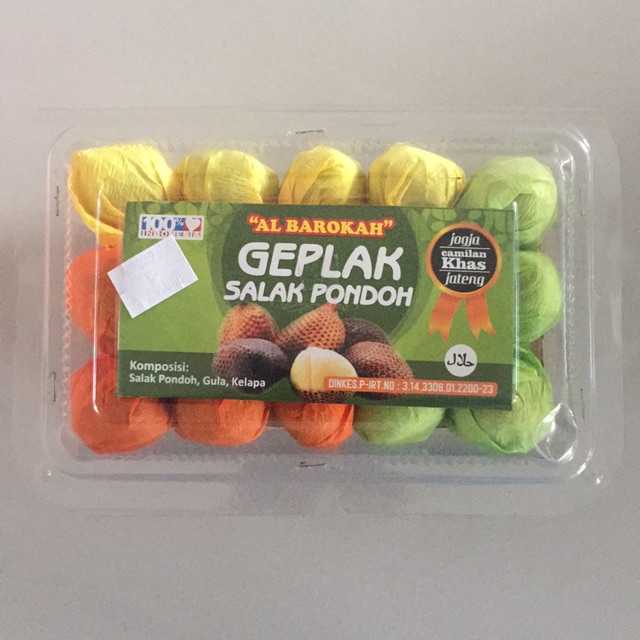 100%
INDONESIA
"AL BAROKAH"
GEPLAK
SALAK PONDOH
jogja
camilan
Khas
jateng
حلال
Komposisi:
Salak Pondoh, Gula, Kelapa
DINKES.P-IRT.NO : 3.14.3308.01.2200-23